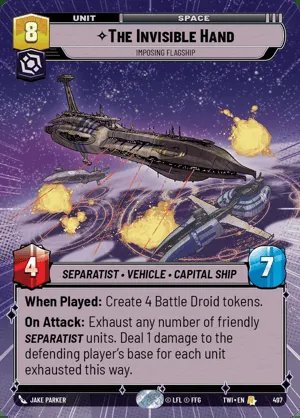 UNIT SPACE
8
✧THE INVISIBLE HAND
IMPOSING FLAGSHIP
4
7
SEPARATIST • VEHICLE • CAPITAL SHIP
When Played: Create 4 Battle Droid tokens.
On Attack: Exhaust any number of friendly
SEPARATIST units. Deal 1 damage to the
defending player's base for each unit
exhausted this way.
JAKE PARKER © LFL © FFG TWI • EN 497